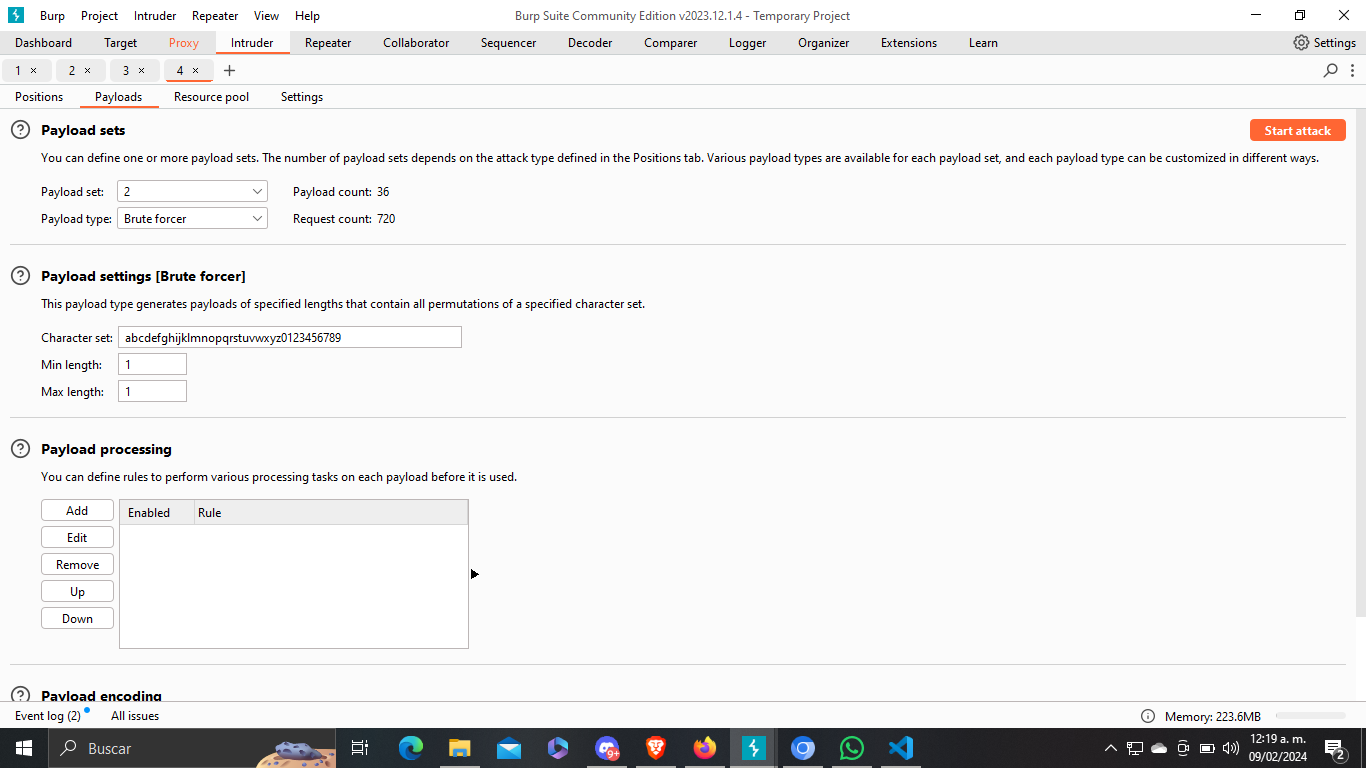 Burp Project Intruder Repeater View Help Burp Suite Community Edition v2023.12.1.4 - Temporary Project
Dashboard Target Proxy Intruder Repeater Collaborator Sequencer Decoder Comparer Logger Organizer Extensions Learn Settings
1 × 2 × 3 × 4 × +
Positions Payloads Resource pool Settings
? Payload sets Start attack
You can define one or more payload sets. The number of payload sets depends on the attack type defined in the Positions tab. Various payload types are available for each payload set, and each payload type can be customized in different ways.
Payload set: 2 Payload count: 36
Payload type: Brute forcer Request count: 720
? Payload settings [Brute forcer]
This payload type generates payloads of specified lengths that contain all permutations of a specified character set.
Character set: abcdefghijklmnopqrstuvwxyz0123456789
Min length: 1
Max length: 1
? Payload processing
You can define rules to perform various processing tasks on each payload before it is used.
Add Enabled Rule
Edit
Remove
Up
Down
? Payload encoding
Event log (2) All issues Memory: 223.6MB
Buscar 9+ 12:19 a. m.
09/02/2024 2